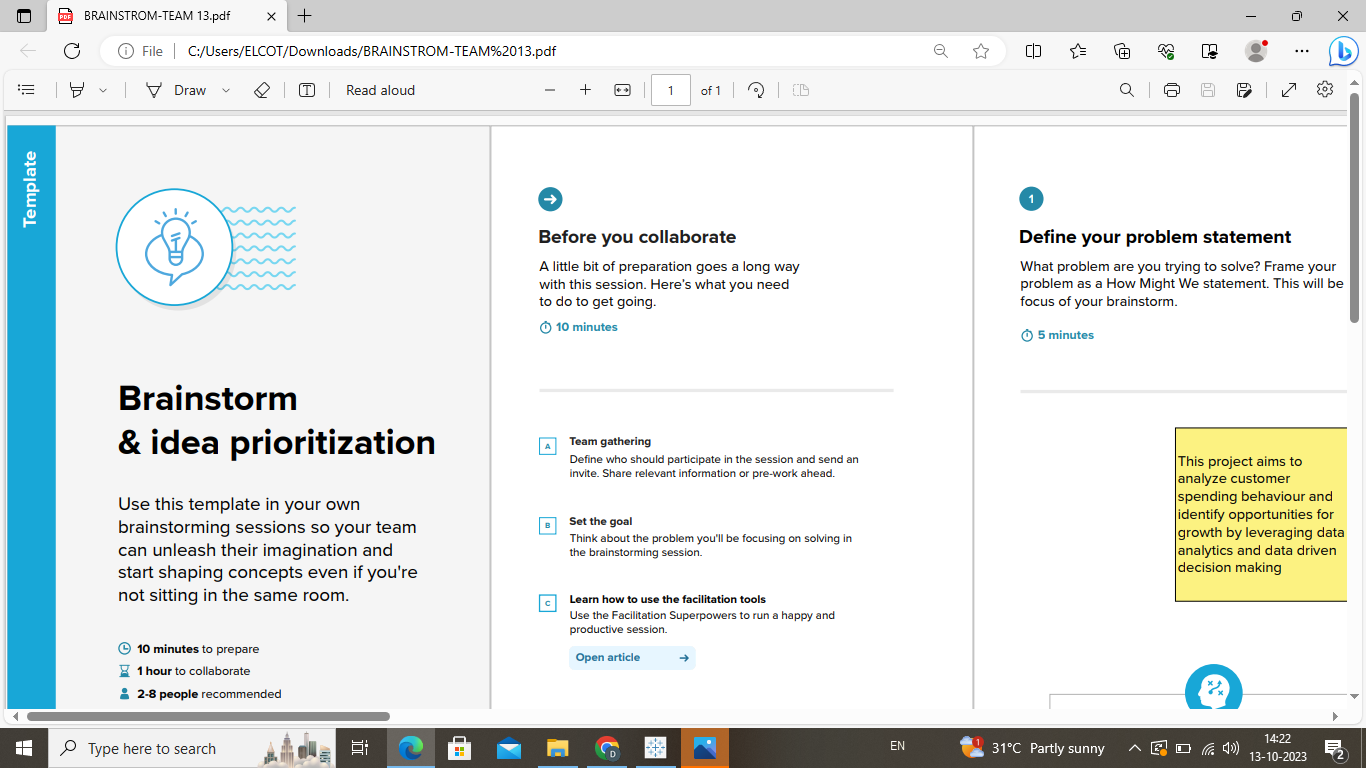 BRAINSTROM-TEAM 13.pdf
File
C:/Users/ELCOT/Downloads/BRAINSTROM-TEAM%2013.pdf
Draw
Read aloud
1
of 1
Template
Brainstorm
& idea prioritization
Use this template in your own
brainstorming sessions so your team
can unleash their imagination and
start shaping concepts even if you're
not sitting in the same room.
10 minutes to prepare
1 hour to collaborate
2-8 people recommended
Before you collaborate
A little bit of preparation goes a long way
with this session. Here's what you need
to do to get going.
10 minutes
A
Team gathering
Define who should participate in the session and send an
invite. Share relevant information or pre-work ahead.
B
Set the goal
Think about the problem you'll be focusing on solving in
the brainstorming session.
C
Learn how to use the facilitation tools
Use the Facilitation Superpowers to run a happy and
productive session.
Open article
1
Define your problem statement
What problem are you trying to solve? Frame your
problem as a How Might We statement. This will be
focus of your brainstorm.
5 minutes
This project aims to
analyze customer
spending behaviour and
identify opportunities for
growth by leveraging data
analytics and data driven
decision making
Type here to search
EN
1
31°C Partly sunny
14:22
13-10-2023
2